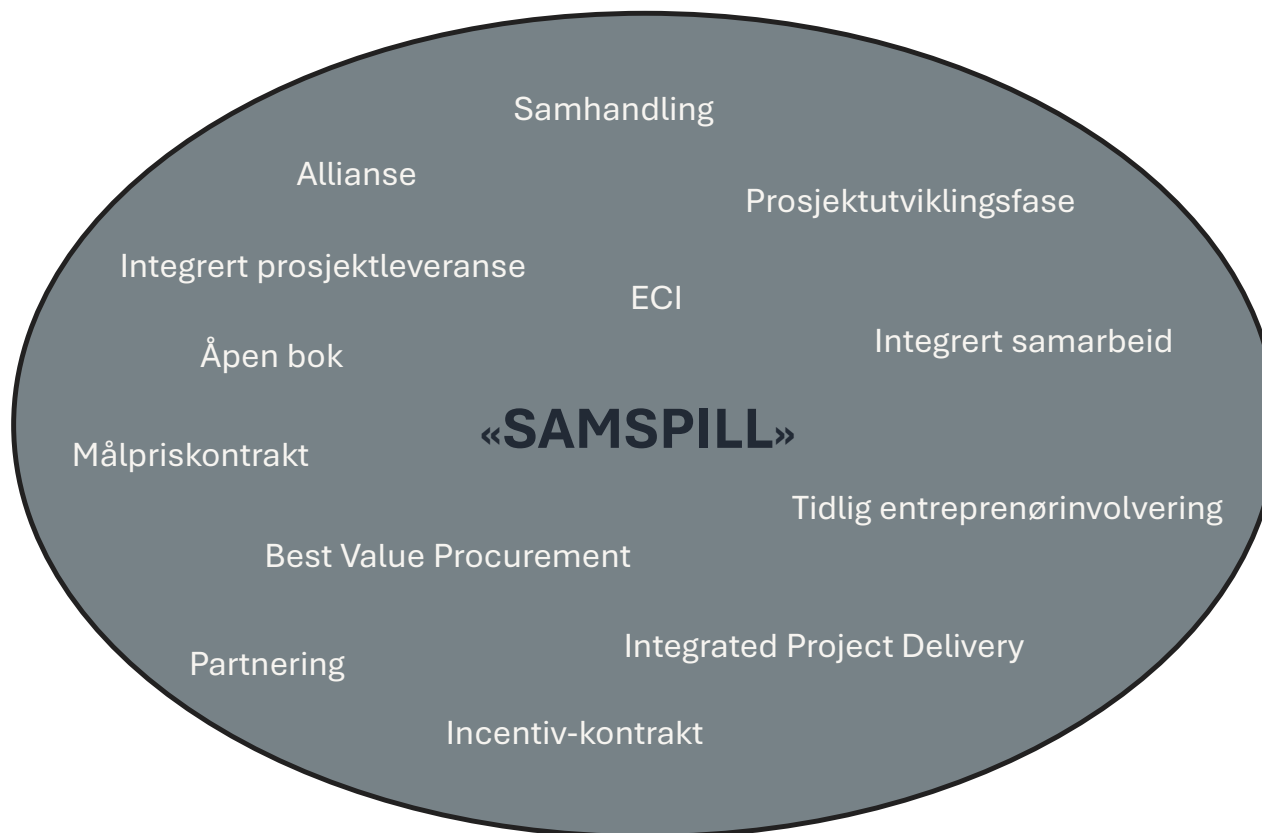 Samhandling
Allianse
Prosjektutviklingsfase
Integrert prosjektleveranse
ECI
Integrert samarbeid
Åpen bok
«SAMSPILL»
Målpriskontrakt
Tidlig entreprenørinvolvering
Best Value Procurement
Integrated Project Delivery
Partnering
Incentiv-kontrakt